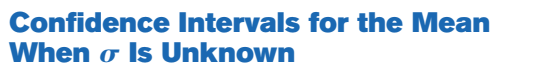 Confidence Intervals for the Mean
When σ Is Unknown